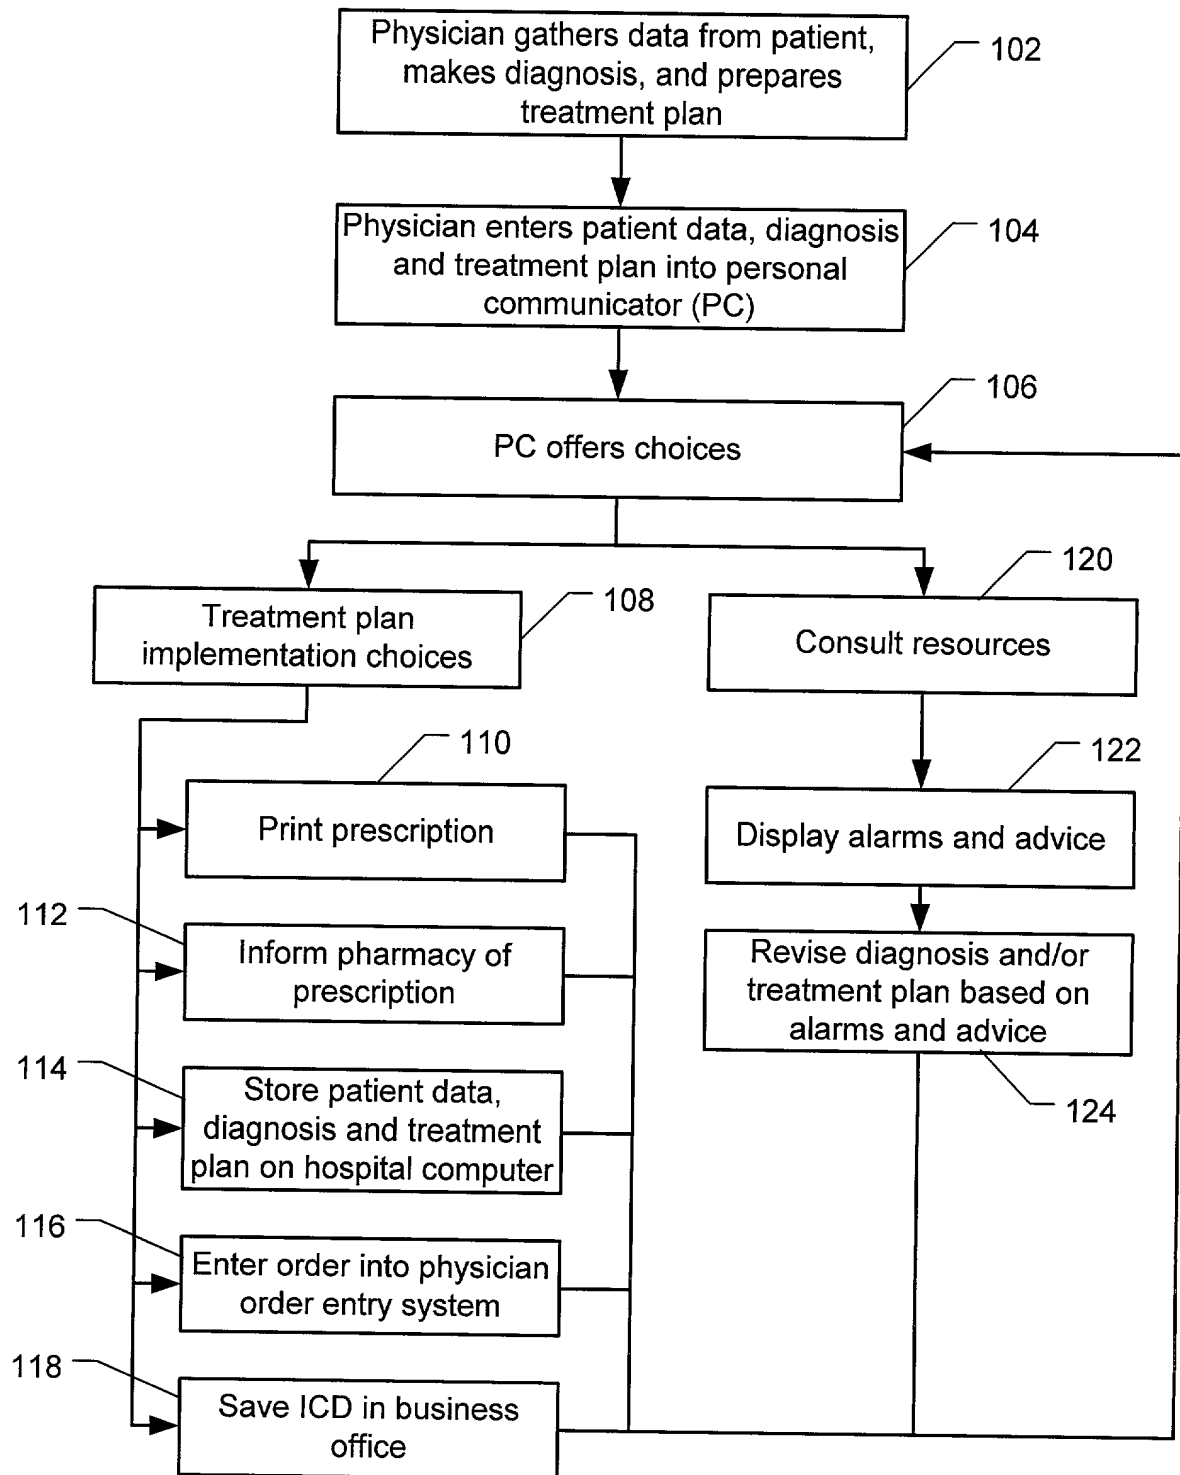 Physician gathers data from patient,
makes diagnosis, and prepares
treatment plan
102
Physician enters patient data, diagnosis
and treatment plan into personal
communicator (PC)
104
106
PC offers choices
120
108
Treatment plan
implementation choices
Consult resources
110
122
Print prescription
Display alarms and advice
112
Inform pharmacy of
prescription
Revise diagnosis and/or
treatment plan based on
alarms and advice
124
114
Store patient data,
diagnosis and treatment
plan on hospital computer
116
Enter order into physician
order entry system
118
Save ICD in business
office